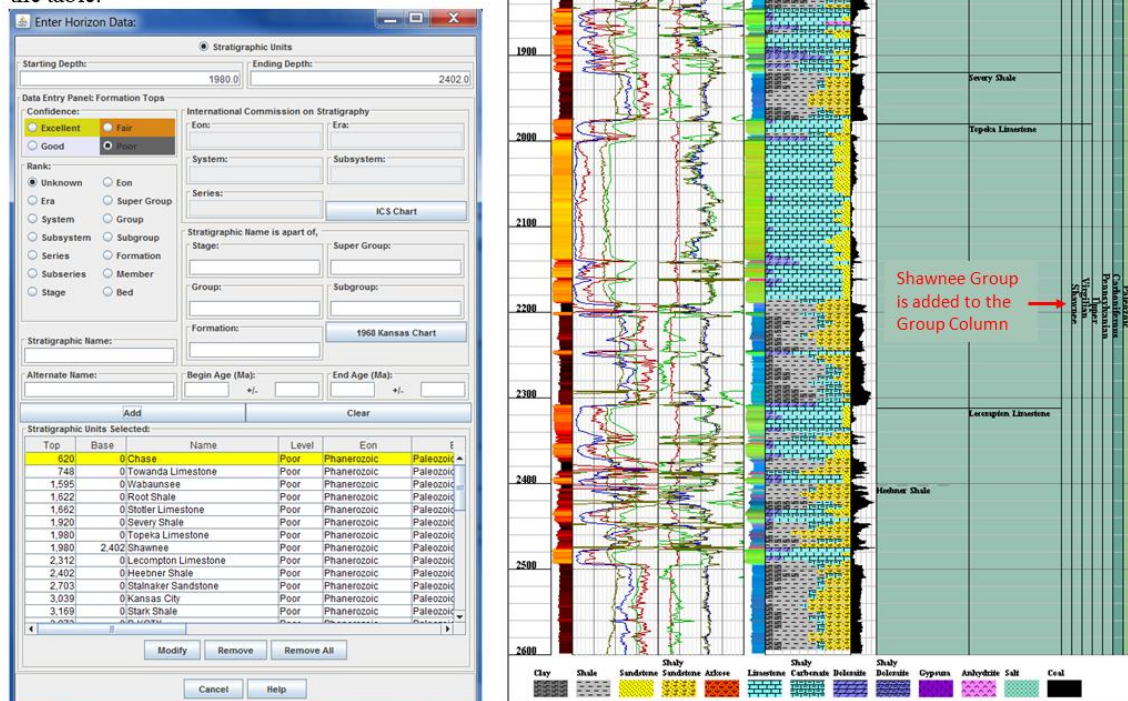 the table.
Enter Horizon Data:
Stratigraphic Units
Starting Depth:
Ending Depth:
1980.0
2402.0
Data Entry Panel: Formation Tops
Confidence:
Excellent
Fair
Good
Poor
Rank:
Unknown
Eon
Era
Super Group
System
Group
Subsystem
Subgroup
Series
Formation
Subseries
Member
Stage
Bed
International Commission on Stratigraphy
Eon:
Era:
System:
Subsystem:
Series:
ICS Chart
Stratigraphic Name is apart of,
Stage:
Super Group:
Group:
Subgroup:
Formation:
1968 Kansas Chart
Stratigraphic Name:
Alternate Name:
Begin Age (Ma):
+/-
End Age (Ma):
+/-
Add
Clear
Stratigraphic Units Selected:
Top Base Name Level Eon
620 0 Chase Poor Phanerozoic Paleozoic
748 0 Towanda Limestone Poor Phanerozoic Paleozoic
1,595 0 Wabaunsee Poor Phanerozoic Paleozoic
1,622 0 Root Shale Poor Phanerozoic Paleozoic
1,662 0 Stotler Limestone Poor Phanerozoic Paleozoic
1,920 0 Severy Shale Poor Phanerozoic Paleozoic
1,980 0 Topeka Limestone Poor Phanerozoic Paleozoic
1,980 2,402 Shawnee Poor Phanerozoic Paleozoic
2,312 0 Lecompton Limestone Poor Phanerozoic Paleozoic
2,402 0 Heebner Shale Poor Phanerozoic Paleozoic
2,703 0 Stalnaker Sandstone Poor Phanerozoic Paleozoic
3,039 0 Kansas City Poor Phanerozoic Paleozoic
3,169 0 Stark Shale Poor Phanerozoic Paleozoic
Modify
Remove
Remove All
Cancel
Help
1900
2000
2100
2200
2300
2400
2500
2600
Severy Shale
Topeka Limestone
Shawnee Group
is added to the
Group Column
Shawnee
Virgilian
Upper
Pennsylvanian
Carboniferous
Paleozoic
Lecompton Limestone
Heebner Shale
Clay
Shale
Sandstone
Shaly
Sandstone
Arkose
Limestone
Shaly
Carbonate
Dolomite
Shaly
Dolomite
Gypsum
Anhydrite
Salt
Coal